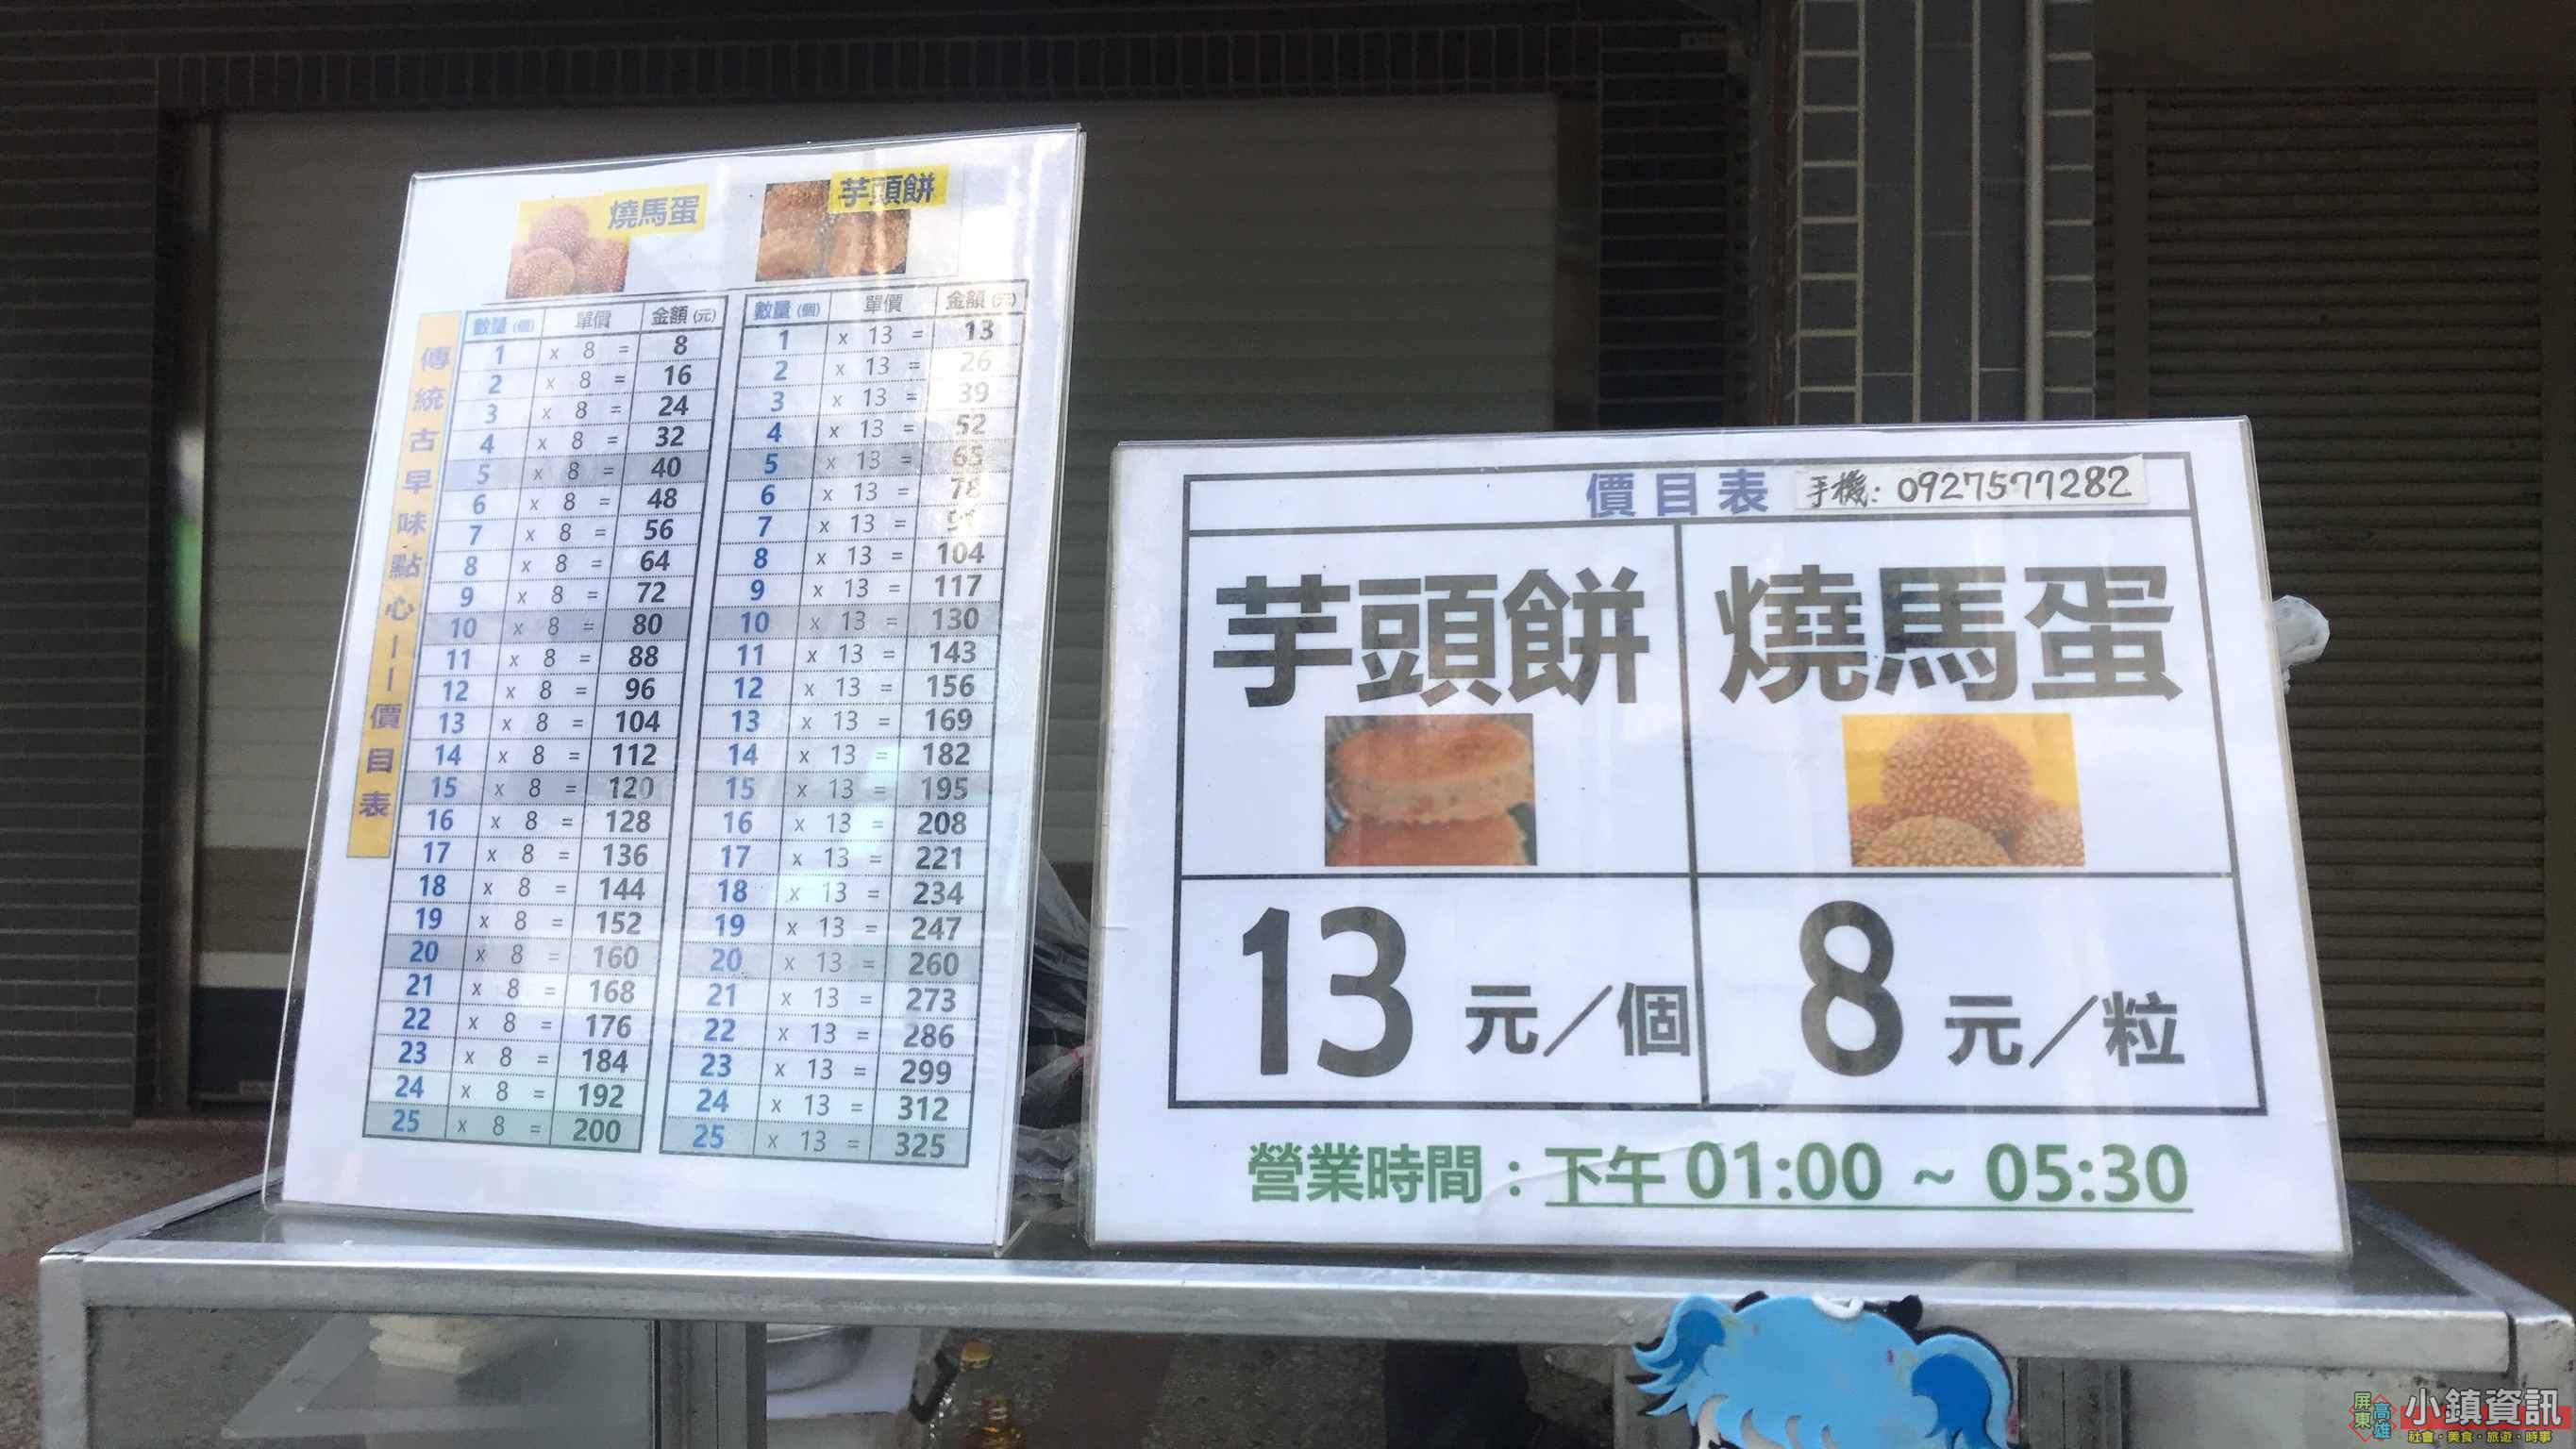 燒馬蛋
芋頭餅
傳統古早味點心——價目表
數量(個) 單價 金額(元)
1 x 8 = 8
2 x 8 = 16
3 x 8 = 24
4 x 8 = 32
5 x 8 = 40
6 x 8 = 48
7 x 8 = 56
8 x 8 = 64
9 x 8 = 72
10 x 8 = 80
11 x 8 = 88
12 x 8 = 96
13 x 8 = 104
14 x 8 = 112
15 x 8 = 120
16 x 8 = 128
17 x 8 = 136
18 x 8 = 144
19 x 8 = 152
20 x 8 = 160
21 x 8 = 168
22 x 8 = 176
23 x 8 = 184
24 x 8 = 192
25 x 8 = 200
數量(個) 單價 金額(元)
1 x 13 = 13
2 x 13 = 26
3 x 13 = 39
4 x 13 = 52
5 x 13 = 65
6 x 13 = 78
7 x 13 =
8 x 13 = 104
9 x 13 = 117
10 x 13 = 130
11 x 13 = 143
12 x 13 = 156
13 x 13 = 169
14 x 13 = 182
15 x 13 = 195
16 x 13 = 208
17 x 13 = 221
18 x 13 = 234
19 x 13 = 247
20 x 13 = 260
21 x 13 = 273
22 x 13 = 286
23 x 13 = 299
24 x 13 = 312
25 x 13 = 325
價目表 手機:0927577282
芋頭餅 燒馬蛋
13元/個 8元/粒
營業時間:下午 01:00 ~ 05:30
屏東 高雄 小鎮資訊
社會·美食·旅遊·時事